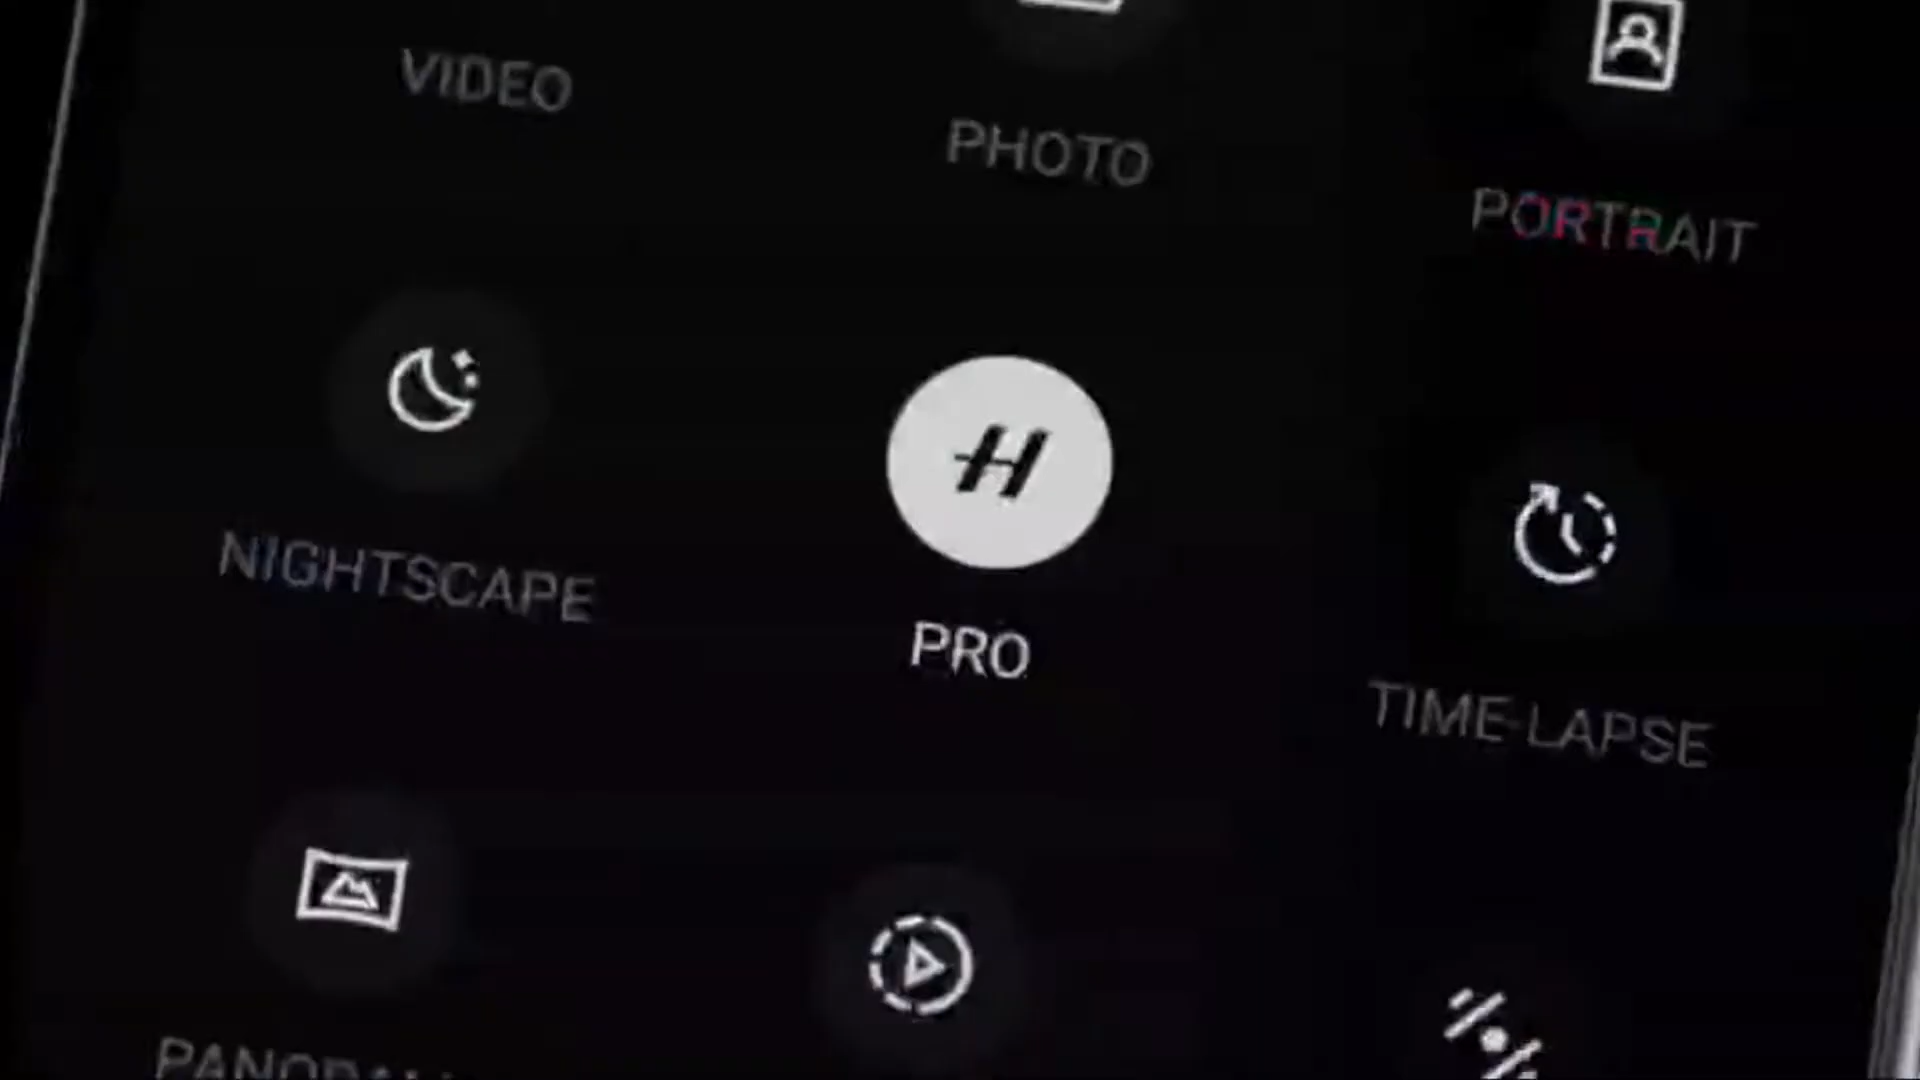 VIDEO
PHOTO
PORTRAIT
NIGHTSCAPE
H
PRO
TIME-LAPSE